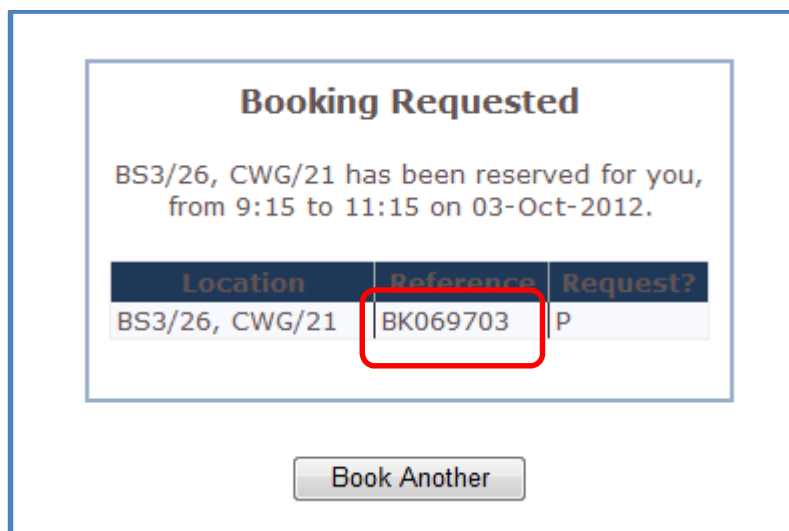 Booking Requested
BS3/26, CWG/21 has been reserved for you,
from 9:15 to 11:15 on 03-Oct-2012.
Location Reference Request?
BS3/26, CWG/21 BK069703 P
Book Another